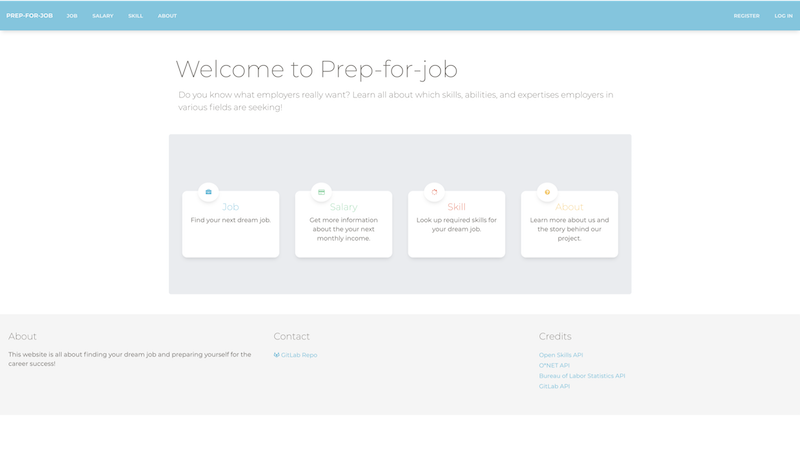 PREP-FOR-JOB JOB SALARY SKILL ABOUT REGISTER LOG IN
Welcome to Prep-for-job
Do you know what employers really want? Learn all about which skills, abilities, and expertises employers in
various fields are seeking!
Job
Find your next dream job.
Salary
Get more information
about the your next
monthly income.
Skill
Look up required skills for
your dream job.
About
Learn more about us and
the story behind our
project.
About
This website is all about finding your dream job and preparing yourself for the
career success!
Contact
GitLab Repo
Credits
Open Skills API
O*NET API
Bureau of Labor Statistics API
GitLab API